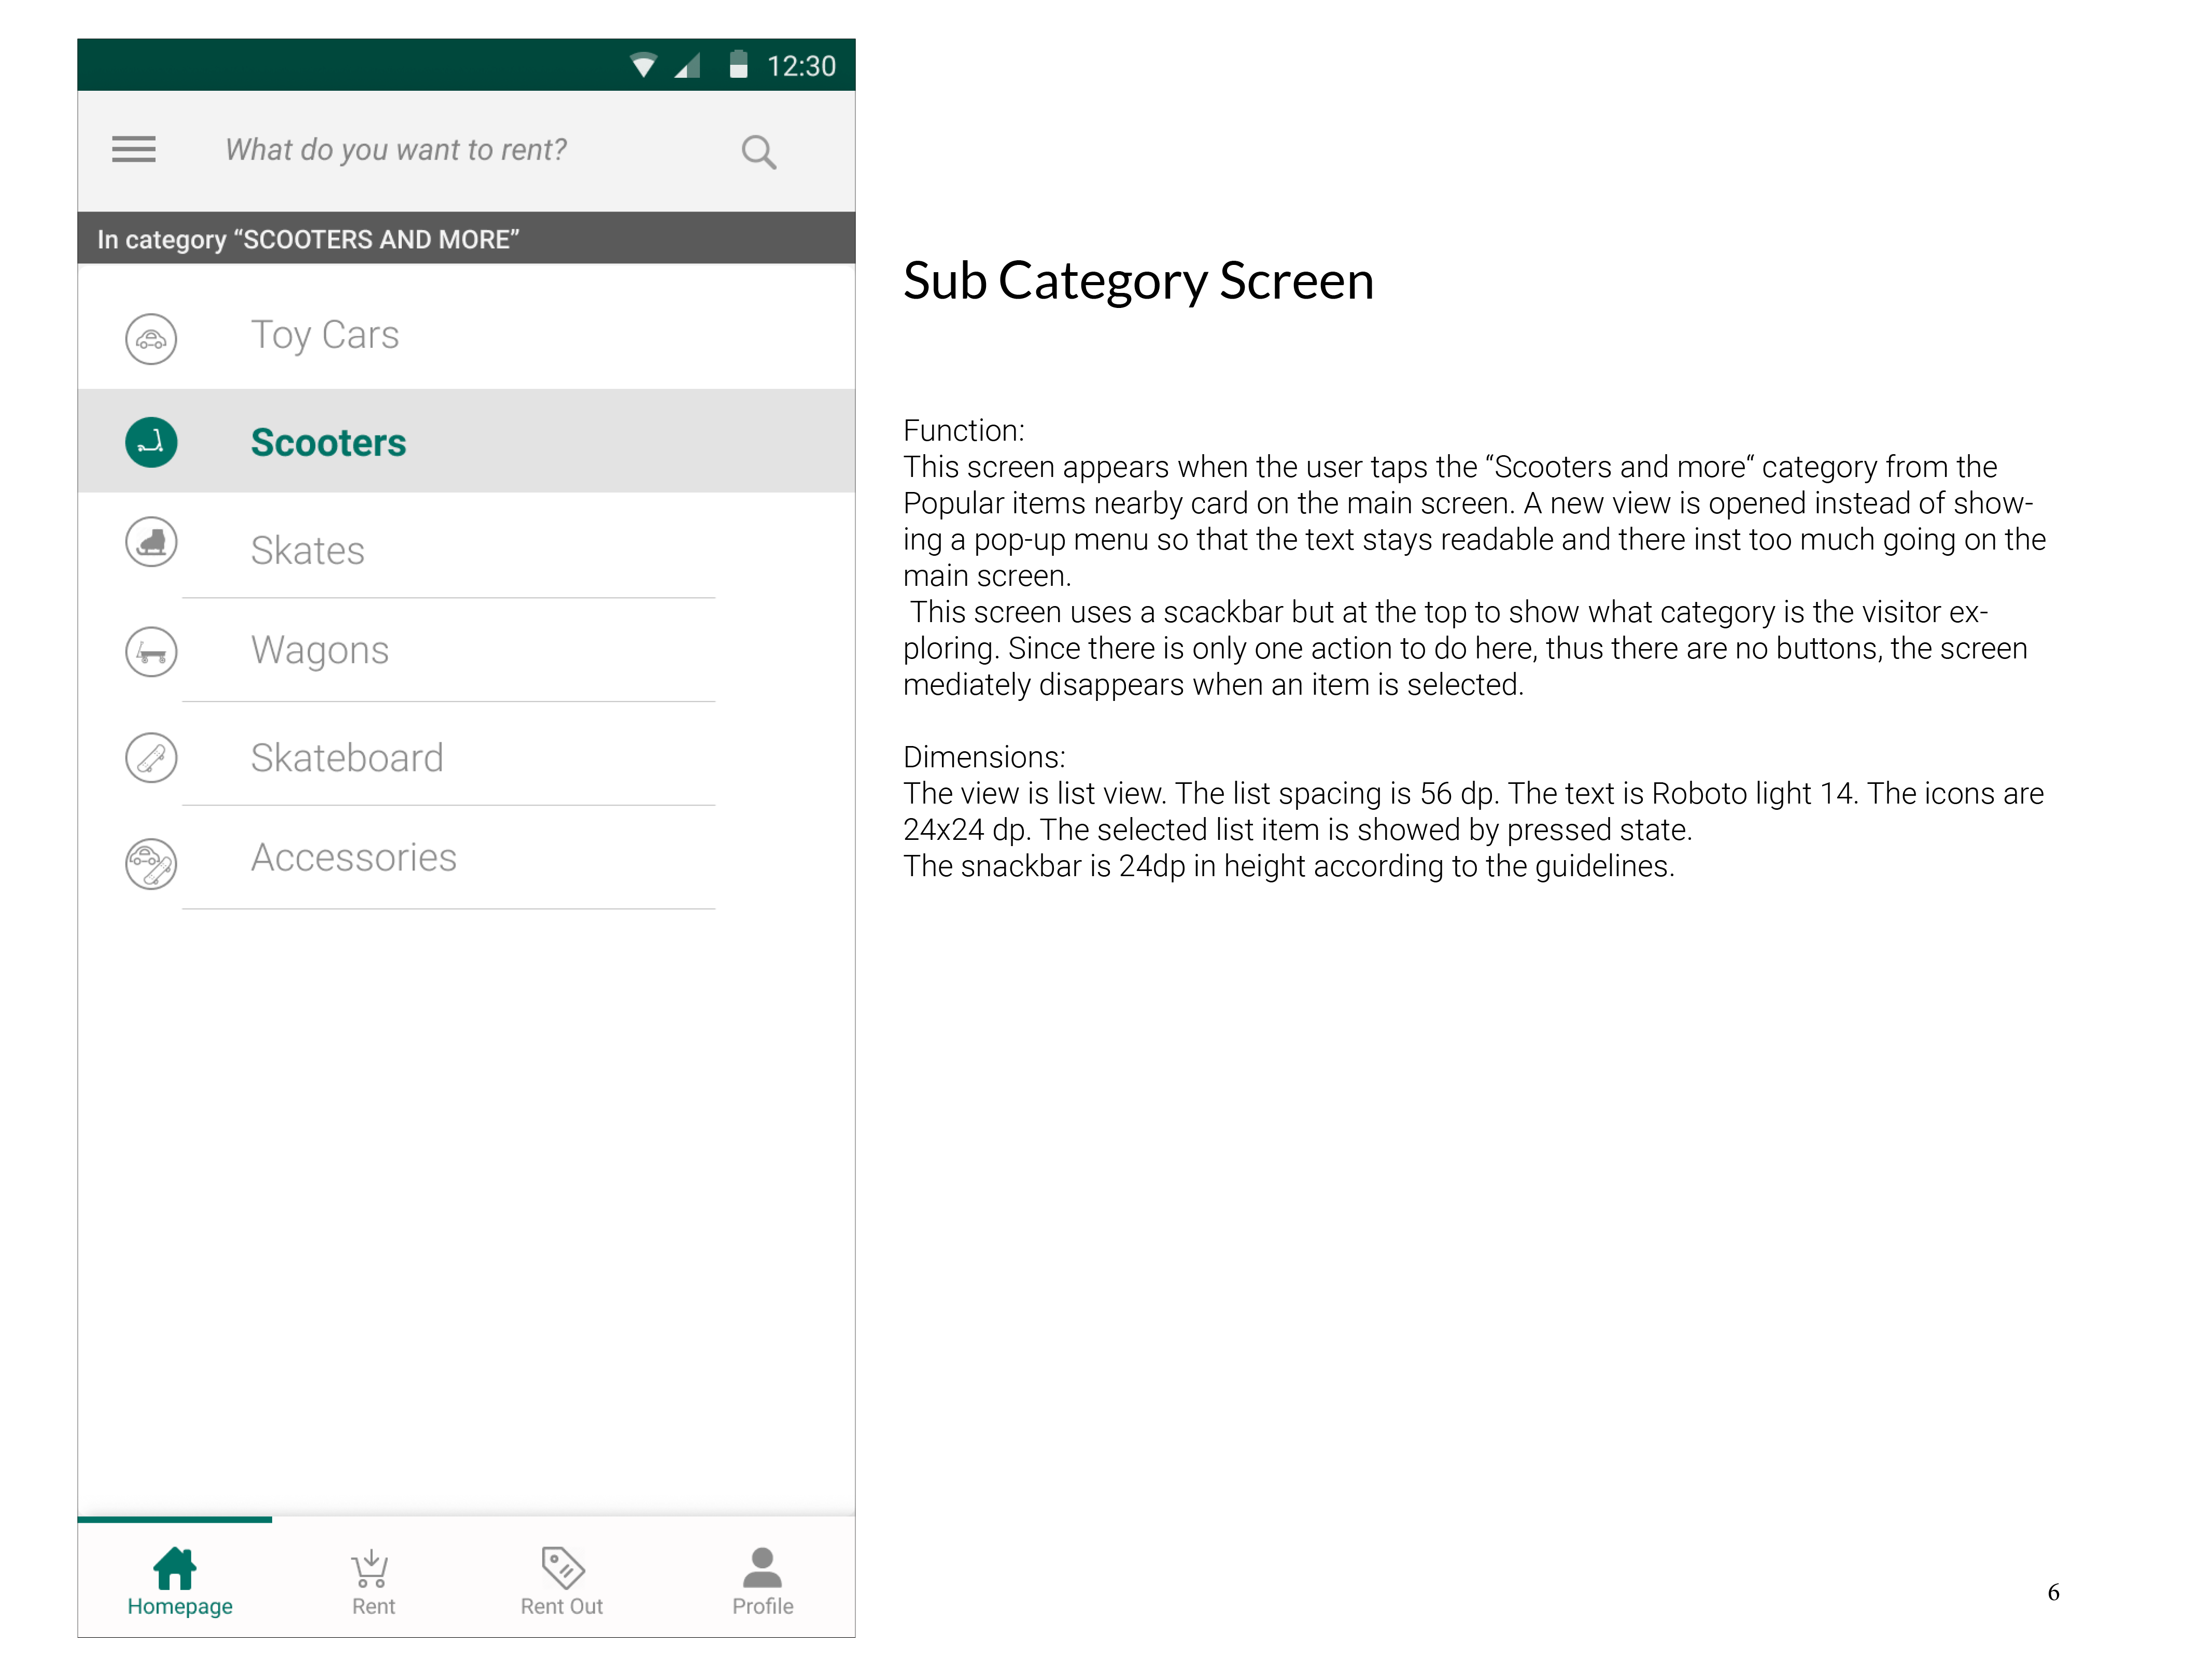 12:30
What do you want to rent?
In category “SCOOTERS AND MORE”
Toy Cars
Scooters
Skates
Wagons
Skateboard
Accessories
Homepage
Rent
Rent Out
Profile
Sub Category Screen
Function:
This screen appears when the user taps the “Scooters and more“ category from the
Popular items nearby card on the main screen. A new view is opened instead of show-
ing a pop-up menu so that the text stays readable and there inst too much going on the
main screen.
This screen uses a scackbar but at the top to show what category is the visitor ex-
ploring. Since there is only one action to do here, thus there are no buttons, the screen
mediately disappears when an item is selected.
Dimensions:
The view is list view. The list spacing is 56 dp. The text is Roboto light 14. The icons are
24x24 dp. The selected list item is showed by pressed state.
The snackbar is 24dp in height according to the guidelines.
6